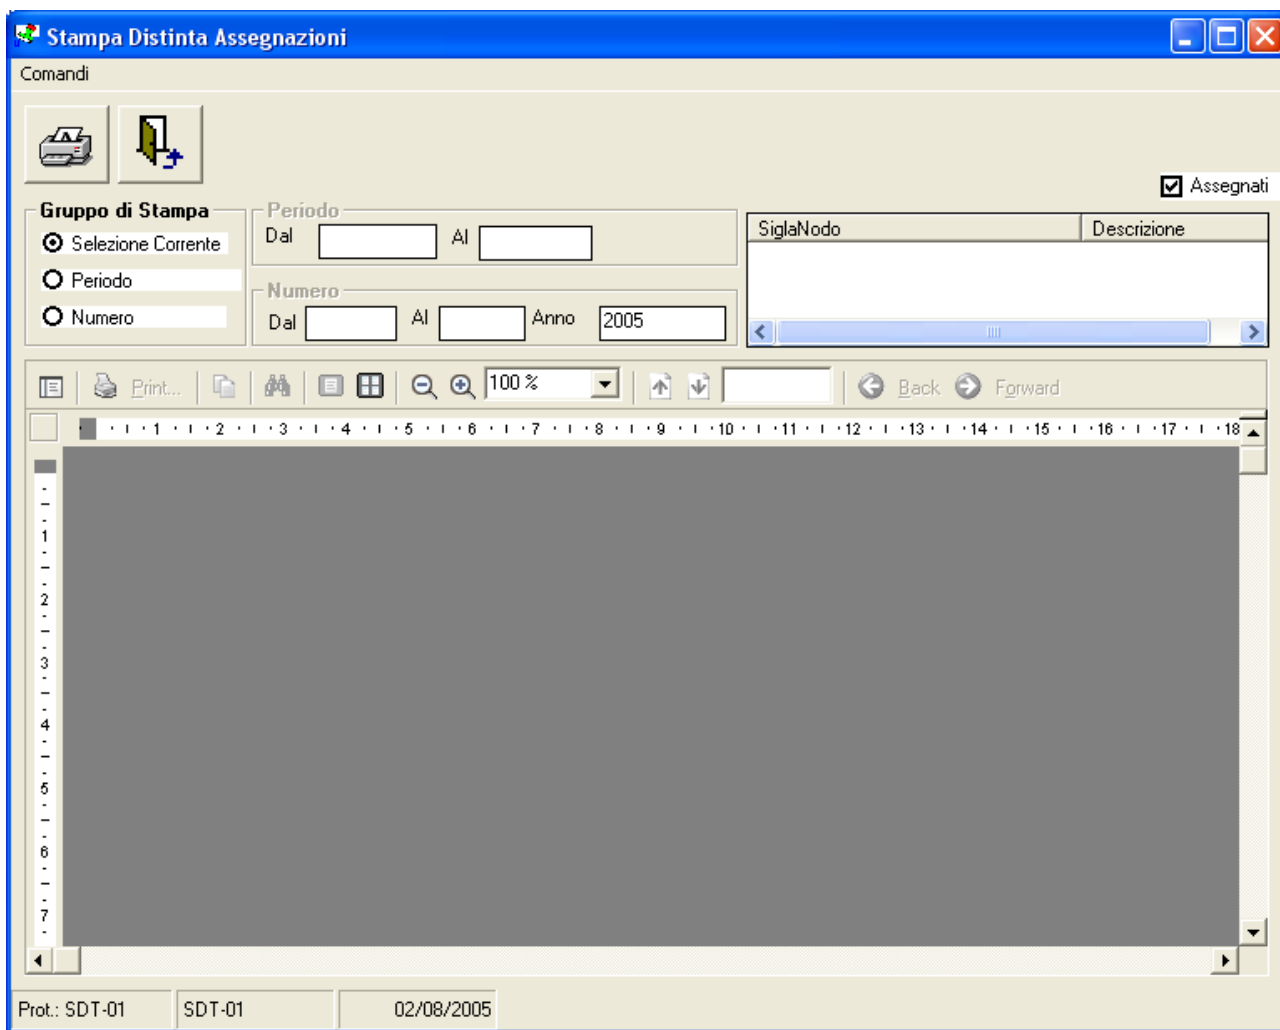 Stampa Distinta Assegnazioni
Comandi
Assegnati
Gruppo di Stampa
Selezione Corrente
Periodo
Numero
Periodo
Dal Al
Numero
Dal Al Anno 2005
SiglaNodo Descrizione
Print... 100 % Back Forward
1 2 3 4 5 6 7 8 9 10 11 12 13 14 15 16 17 18
1
2
3
4
5
6
7
Prot.: SDT-01 SDT-01 02/08/2005